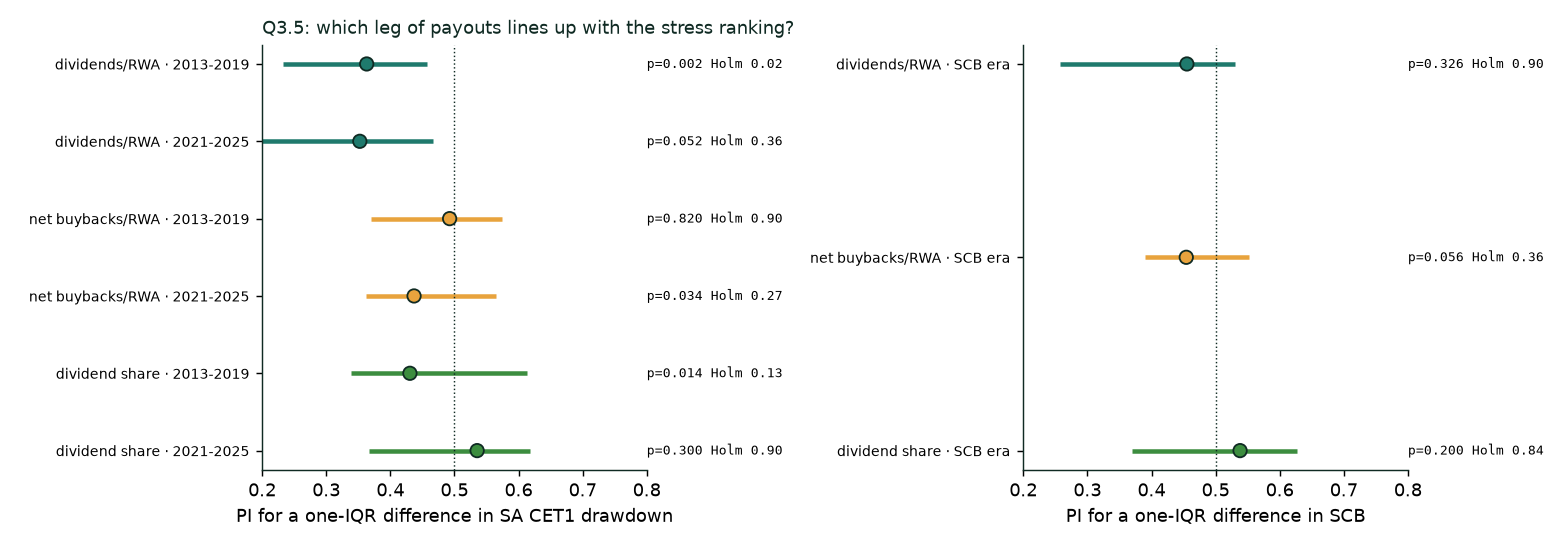 Q3.5: which leg of payouts lines up with the stress ranking?
dividends/RWA · 2013-2019
p=0.002 Holm 0.02
dividends/RWA · 2021-2025
p=0.052 Holm 0.36
net buybacks/RWA · 2013-2019
p=0.820 Holm 0.90
net buybacks/RWA · 2021-2025
p=0.034 Holm 0.27
dividend share · 2013-2019
p=0.014 Holm 0.13
dividend share · 2021-2025
p=0.300 Holm 0.90
0.2 0.3 0.4 0.5 0.6 0.7 0.8
PI for a one-IQR difference in SA CET1 drawdown
dividends/RWA · SCB era
p=0.326 Holm 0.90
net buybacks/RWA · SCB era
p=0.056 Holm 0.36
dividend share · SCB era
p=0.200 Holm 0.84
0.2 0.3 0.4 0.5 0.6 0.7 0.8
PI for a one-IQR difference in SCB